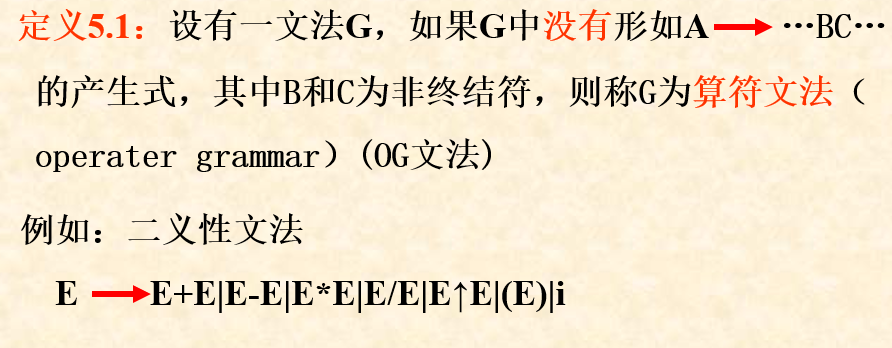 定义5.1：设有一文法G，如果G中没有形如A→…BC…
的产生式，其中B和C为非终结符，则称G为算符文法（
operater grammar）(OG文法)
例如：二义性文法
E→E+E|E-E|E*E|E/E|E↑E|(E)|i